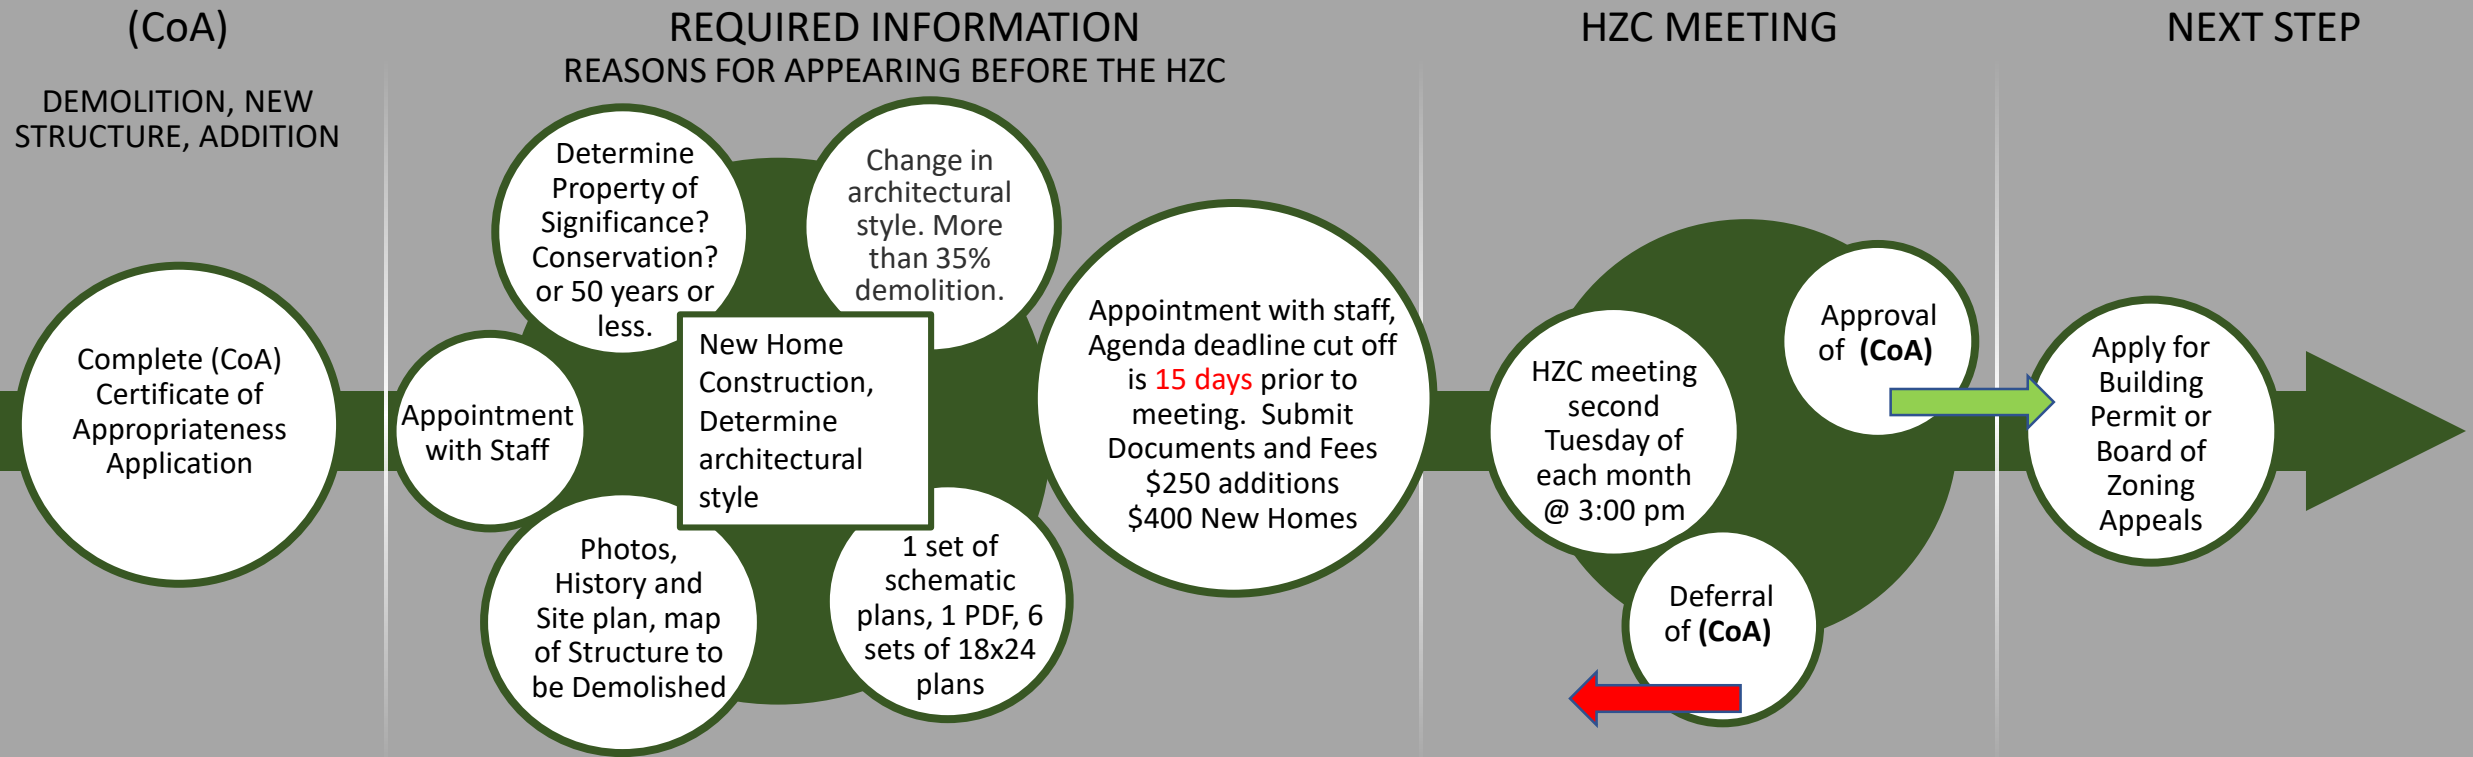 (CoA)
DEMOLITION, NEW
STRUCTURE, ADDITION
Complete (CoA)
Certificate of
Appropriateness
Application
REQUIRED INFORMATION
REASONS FOR APPEARING BEFORE THE HZC
Appointment
with Staff
Determine
Property of
Significance?
Conservation?
or 50 years or
less.
Change in
architectural
style. More
than 35%
demolition.
New Home
Construction,
Determine
architectural
style
Photos,
History and
Site plan, map
of Structure to
be Demolished
1 set of
schematic
plans, 1 PDF, 6
sets of 18x24
plans
Appointment with staff,
Agenda deadline cut off
is 15 days prior to
meeting. Submit
Documents and Fees
$250 additions
$400 New Homes
HZC MEETING
HZC meeting
second
Tuesday of
each month
@ 3:00 pm
Approval
of (CoA)
Deferral
of (CoA)
NEXT STEP
Apply for
Building
Permit or
Board of
Zoning
Appeals